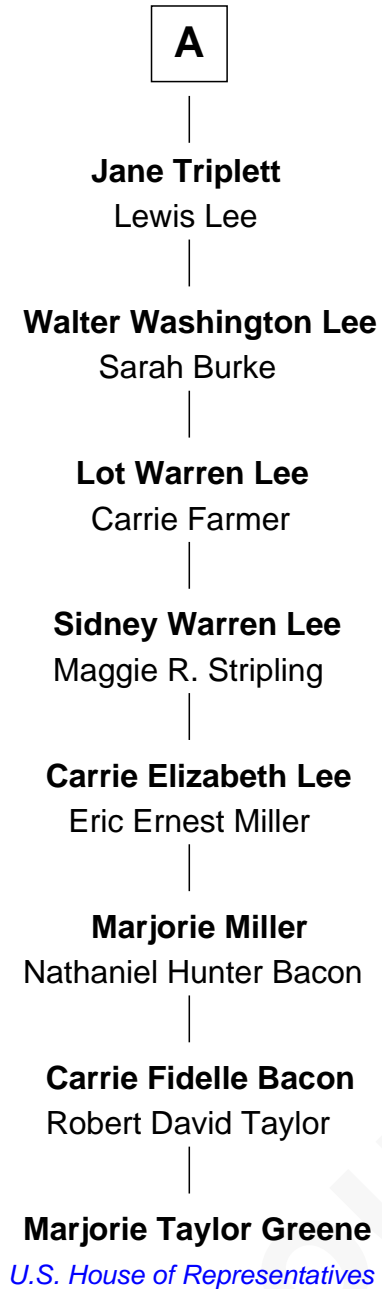 A
Jane Triplett
Lewis Lee
Walter Washington Lee
Sarah Burke
Lot Warren Lee
Carrie Farmer
Sidney Warren Lee
Maggie R. Stripling
Carrie Elizabeth Lee
Eric Ernest Miller
Marjorie Miller
Nathaniel Hunter Bacon
Carrie Fidelle Bacon
Robert David Taylor
Marjorie Taylor Greene
U.S. House of Representatives